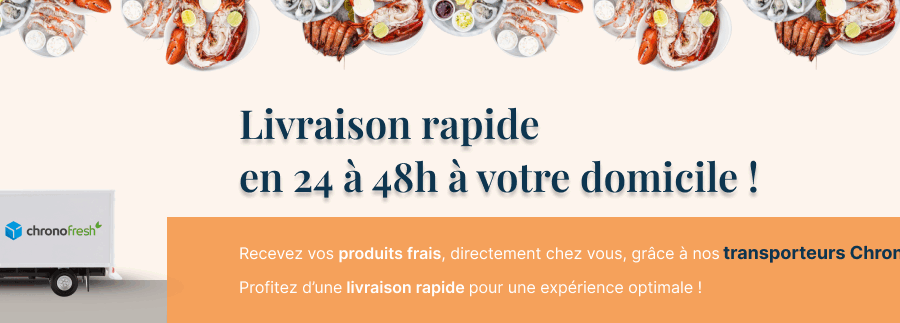 Livraison rapide
en 24 à 48h à votre domicile !
chronofresh
Recevez vos produits frais, directement chez vous, grâce à nos transporteurs Chron
Profitez d’une livraison rapide pour une expérience optimale !